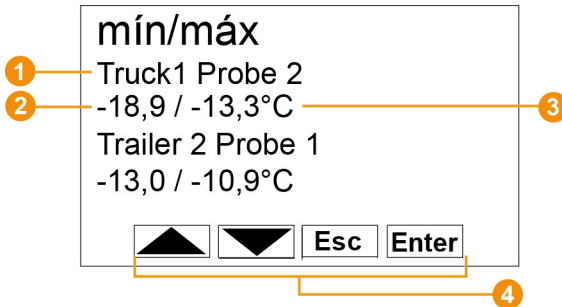 mín/máx
1 Truck1 Probe 2
2 -18,9 / -13,3°C 3
Trailer 2 Probe 1
-13,0 / -10,9°C
Esc Enter
4